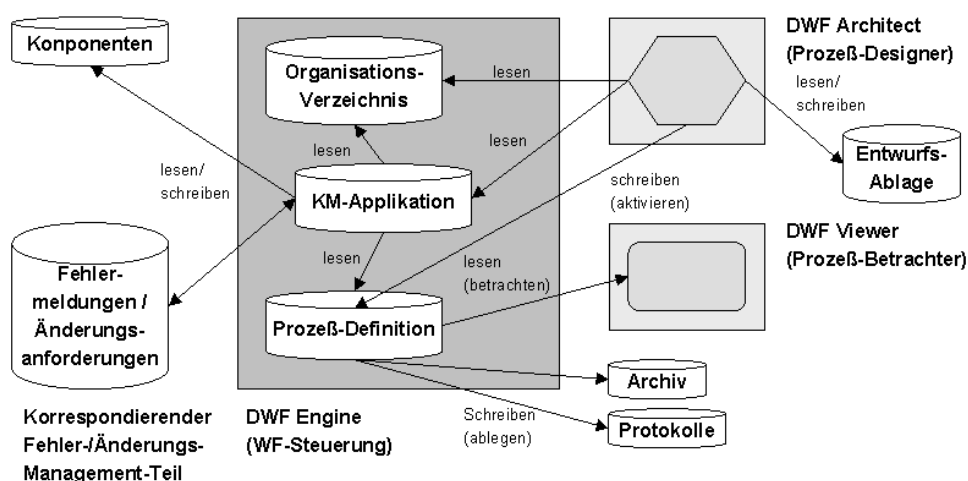 Konponenten
Organisations-
Verzeichnis
lesen
DWF Architect
(Prozeß-Designer)
lesen/
schreiben
lesen
lesen
Entwurfs-
Ablage
lesen/
schreiben
KM-Applikation
schreiben
(aktivieren)
Fehler-
meldungen /
Änderungs-
anforderungen
lesen
lesen
(betrachten)
DWF Viewer
(Prozeß-Betrachter)
Prozeß-Definition
Archiv
Schreiben
(ablegen)
Protokolle
Korrespondierender
Fehler-/Änderungs-
Management-Teil
DWF Engine
(WF-Steuerung)